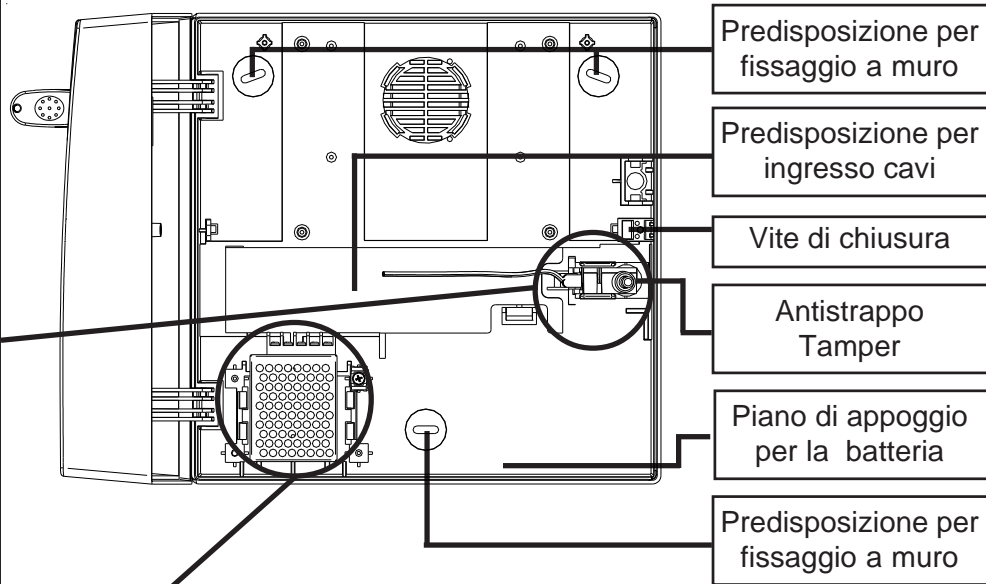 Predisposizione per
fissaggio a muro
Predisposizione per
ingresso cavi
Vite di chiusura
Antistrappo
Tamper
Piano di appoggio
per la batteria
Predisposizione per
fissaggio a muro